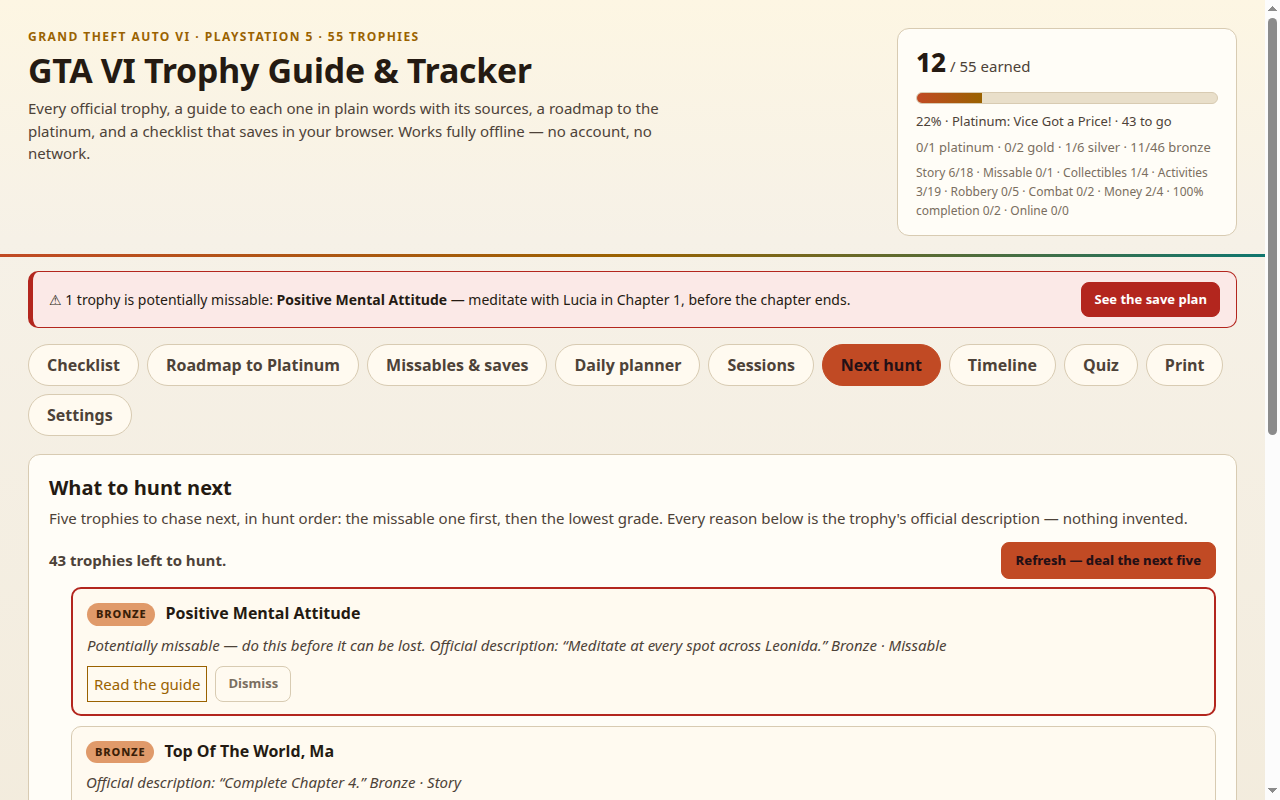 GRAND THEFT AUTO VI · PLAYSTATION 5 · 55 TROPHIES
GTA VI Trophy Guide & Tracker
Every official trophy, a guide to each one in plain words with its sources, a roadmap to the
platinum, and a checklist that saves in your browser. Works fully offline — no account, no
network.
12 / 55 earned
22% · Platinum: Vice Got a Price! · 43 to go
0/1 platinum · 0/2 gold · 1/6 silver · 11/46 bronze
Story 6/18 · Missable 0/1 · Collectibles 1/4 · Activities
3/19 · Robbery 0/5 · Combat 0/2 · Money 2/4 · 100%
completion 0/2 · Online 0/0
⚠ 1 trophy is potentially missable: Positive Mental Attitude — meditate with Lucia in Chapter 1, before the chapter ends.
See the save plan
Checklist
Roadmap to Platinum
Missables & saves
Daily planner
Sessions
Next hunt
Timeline
Quiz
Print
Settings
What to hunt next
Five trophies to chase next, in hunt order: the missable one first, then the lowest grade. Every reason below is the trophy's official description — nothing invented.
43 trophies left to hunt.
Refresh — deal the next five
BRONZE Positive Mental Attitude
Potentially missable — do this before it can be lost. Official description: “Meditate at every spot across Leonida.” Bronze · Missable
Read the guide
Dismiss
BRONZE Top Of The World, Ma
Official description: “Complete Chapter 4.” Bronze · Story